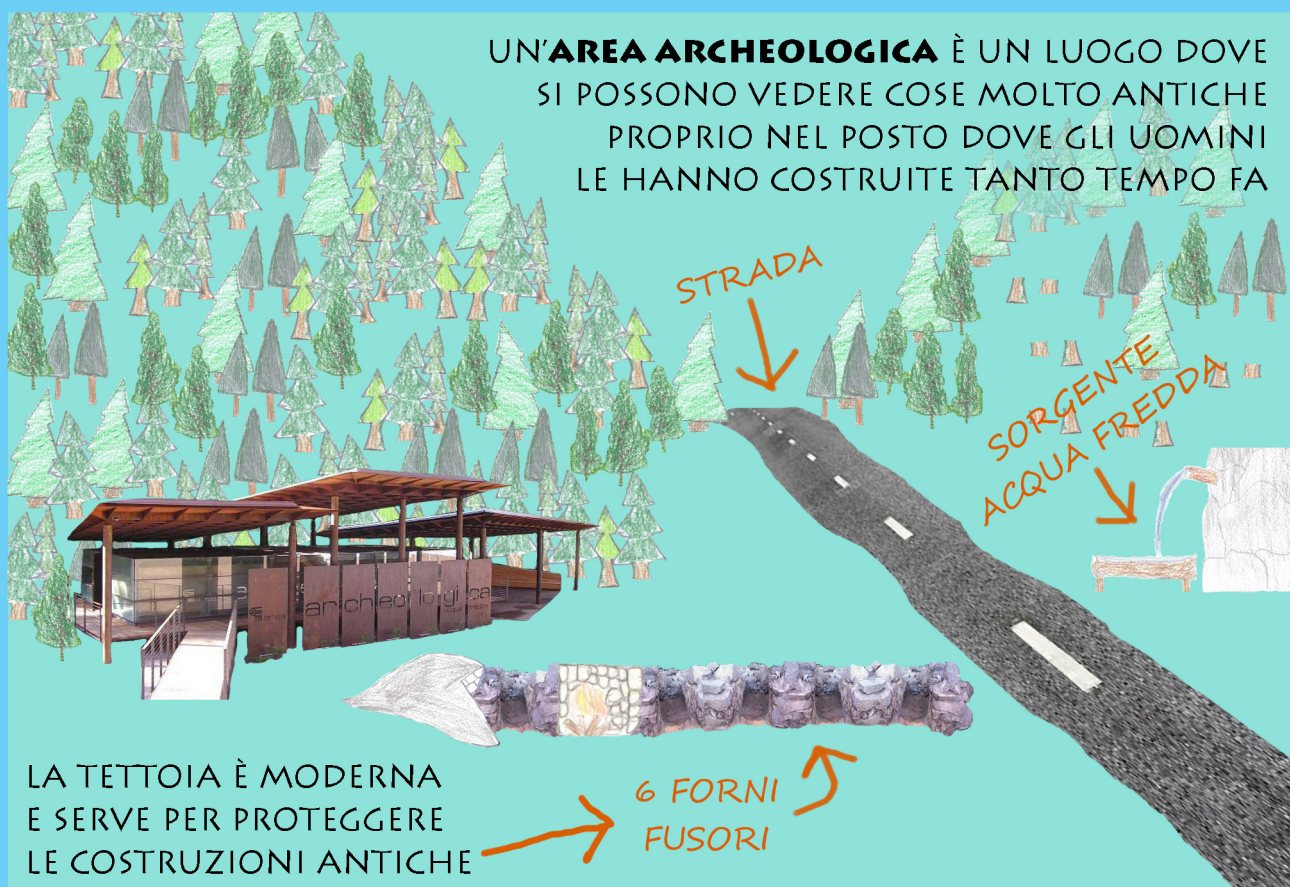 UN'AREA ARCHEOLOGICA È UN LUOGO DOVE
SI POSSONO VEDERE COSE MOLTO ANTICHE
PROPRIO NEL POSTO DOVE GLI UOMINI
LE HANNO COSTRUITE TANTO TEMPO FA
STRADA
SORGENTE
ACQUA FREDDA
archeologica
6 FORNI
FUSORI
LA TETTOIA È MODERNA
E SERVE PER PROTEGGERE
LE COSTRUZIONI ANTICHE